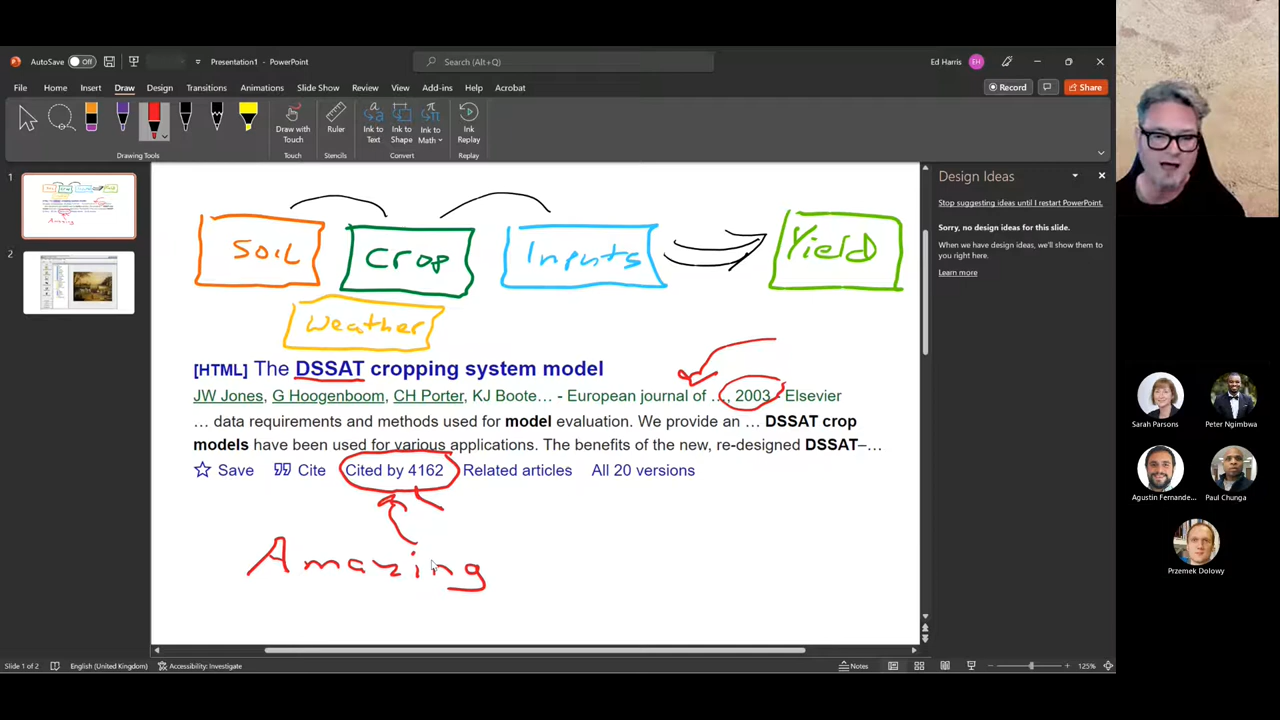 AutoSave Off
Presentation1 - PowerPoint
Search (Alt+Q)
Ed Harris EH
File Home Insert Draw Design Transitions Animations Slide Show Review View Add-ins Help Acrobat
Record Share
Draw with Touch
Ruler
Ink to Text
Ink to Shape
Ink to Math
Ink Replay
Drawing Tools Touch Stencils Convert Replay
1
2
Soil Crop Inputs Yield
Weather
[HTML] The DSSAT cropping system model
JW Jones, G Hoogenboom, CH Porter, KJ Boote… - European journal of …, 2003 - Elsevier
… data requirements and methods used for model evaluation. We provide an … DSSAT crop
models have been used for various applications. The benefits of the new, re-designed DSSAT–…
Save Cite Cited by 4162 Related articles All 20 versions
Amazing
Design Ideas
Stop suggesting ideas until I restart PowerPoint.
Sorry, no design ideas for this slide.
When we have design ideas, we'll show them to you right here.
Learn more
Sarah Parsons
Peter Ngimbwa
Agustin Fernande...
Paul Chunga
Przemek Dolowy
Slide 1 of 2 English (United Kingdom) Accessibility: Investigate
Notes 125%